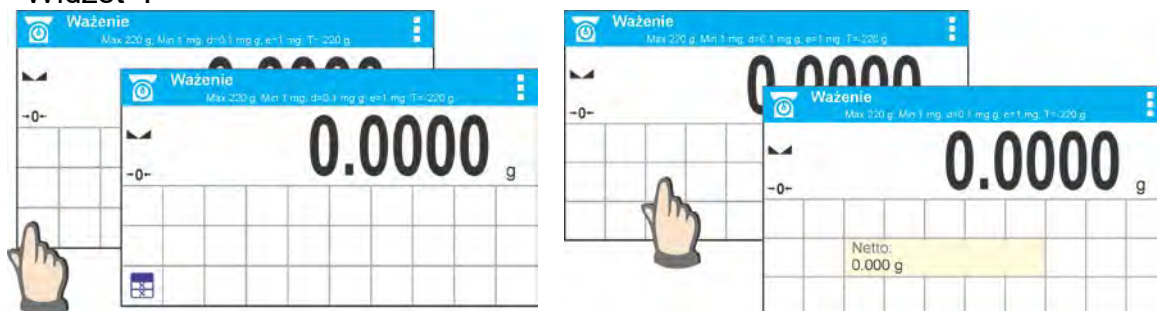 Ważenie
Max 220 g, Min 1 mg, d=0.1 mg g, e=1 mg, T=-220 g
0.0000
→0←
Ważenie
Max 220 g, Min 1 mg, d=0.1 mg g, e=1 mg, T=-220 g
0.0000 g
→0←
Ważenie
Max 220 g, Min 1 mg, d=0.1 mg g, e=1 mg, T=-220 g
0.0000
→0←
Ważenie
Max 220 g, Min 1 mg, d=0.1 mg g, e=1 mg, T=-220 g
0.0000 g
→0←
Netto:
0.000 g